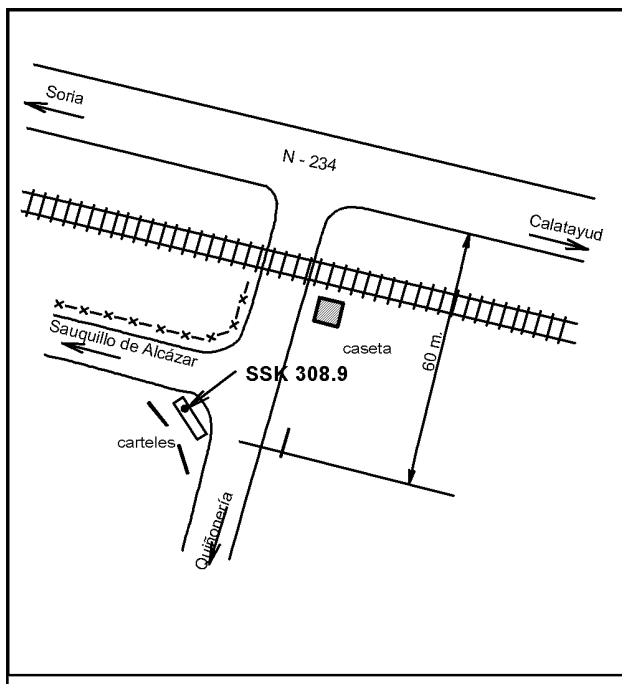 Soria
N - 234
Calatayud
60 m.
caseta
Sauquillo de Alcázar
SSK 308.9
carteles
Quiñonería